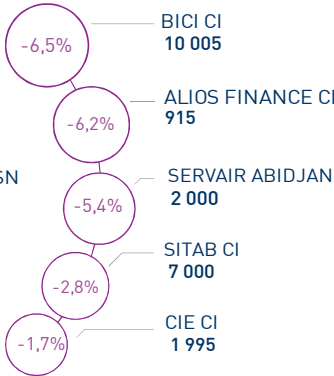 -6,5%
BICI CI
10 005
-6,2%
ALIOS FINANCE CI
915
SN
-5,4%
SERVAIR ABIDJAN
2 000
-2,8%
SITAB CI
7 000
-1,7%
CIE CI
1 995